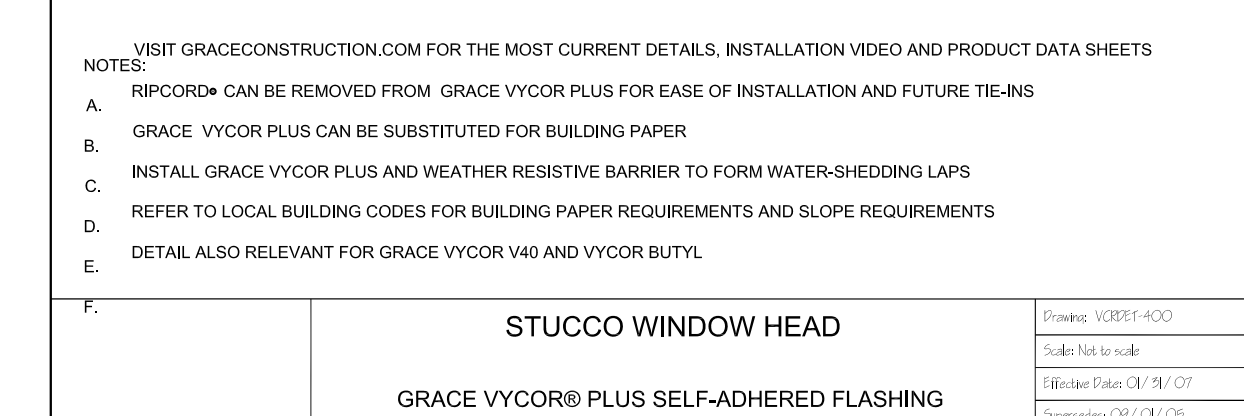 VISIT GRACECONSTRUCTION.COM FOR THE MOST CURRENT DETAILS, INSTALLATION VIDEO AND PRODUCT DATA SHEETS
NOTES:
RIPCORD® CAN BE REMOVED FROM GRACE VYCOR PLUS FOR EASE OF INSTALLATION AND FUTURE TIE-INS
A.
GRACE VYCOR PLUS CAN BE SUBSTITUTED FOR BUILDING PAPER
B.
INSTALL GRACE VYCOR PLUS AND WEATHER RESISTIVE BARRIER TO FORM WATER-SHEDDING LAPS
C.
REFER TO LOCAL BUILDING CODES FOR BUILDING PAPER REQUIREMENTS AND SLOPE REQUIREMENTS
D.
DETAIL ALSO RELEVANT FOR GRACE VYCOR V40 AND VYCOR BUTYL
E.
F.
STUCCO WINDOW HEAD
GRACE VYCOR® PLUS SELF-ADHERED FLASHING
Drawing: VCRDET-400
Scale: Not to scale
Effective Date: 01/31/07
Supersedes: 09/01/05